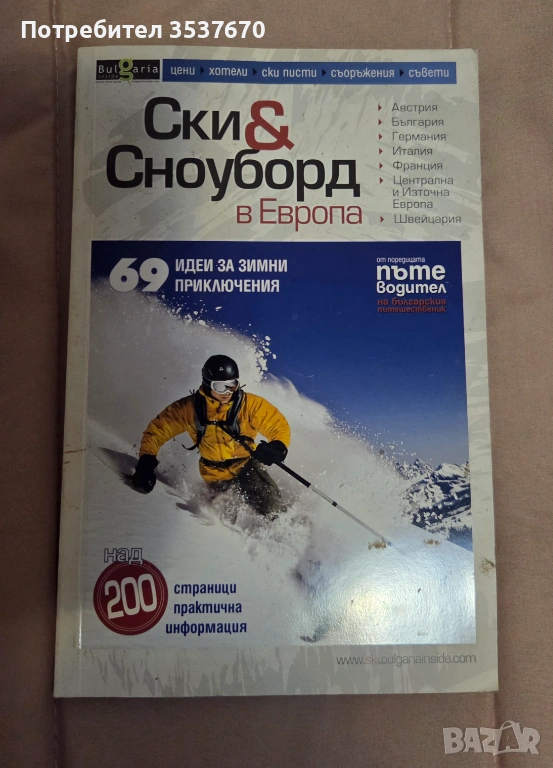 Потребител 3537670
Bulgaria
inside
цени хотели ски писти съоръжения съвети
Ски &
Сноуборд
в Европа
Австрия
България
Германия
Италия
Франция
Централна
и Източна
Европа
Швейцария
69 ИДЕИ ЗА ЗИМНИ
ПРИКЛЮЧЕНИЯ
от поредицата
пъте
водител
на българския
пътешественик
над
200
страници
практична
информация
www.skibulgariainside.com
BAZAR